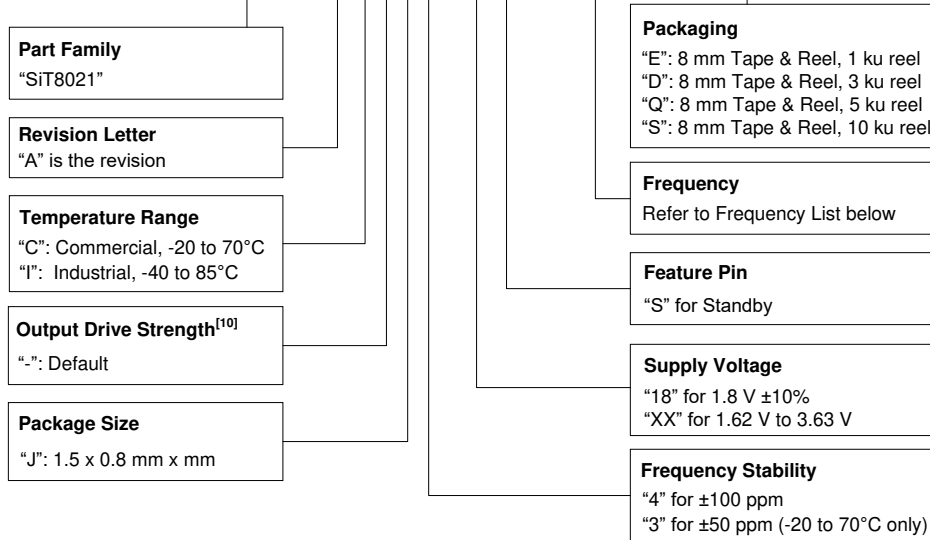 Part Family
“SiT8021”
Revision Letter
“A” is the revision
Temperature Range
“C”: Commercial, -20 to 70°C
“I”: Industrial, -40 to 85°C
Output Drive Strength[10]
“-”: Default
Package Size
“J”: 1.5 x 0.8 mm x mm
Packaging
“E”: 8 mm Tape & Reel, 1 ku reel
“D”: 8 mm Tape & Reel, 3 ku reel
“Q”: 8 mm Tape & Reel, 5 ku reel
“S”: 8 mm Tape & Reel, 10 ku reel
Frequency
Refer to Frequency List below
Feature Pin
“S” for Standby
Supply Voltage
“18” for 1.8 V ±10%
“XX” for 1.62 V to 3.63 V
Frequency Stability
“4” for ±100 ppm
“3” for ±50 ppm (-20 to 70°C only)